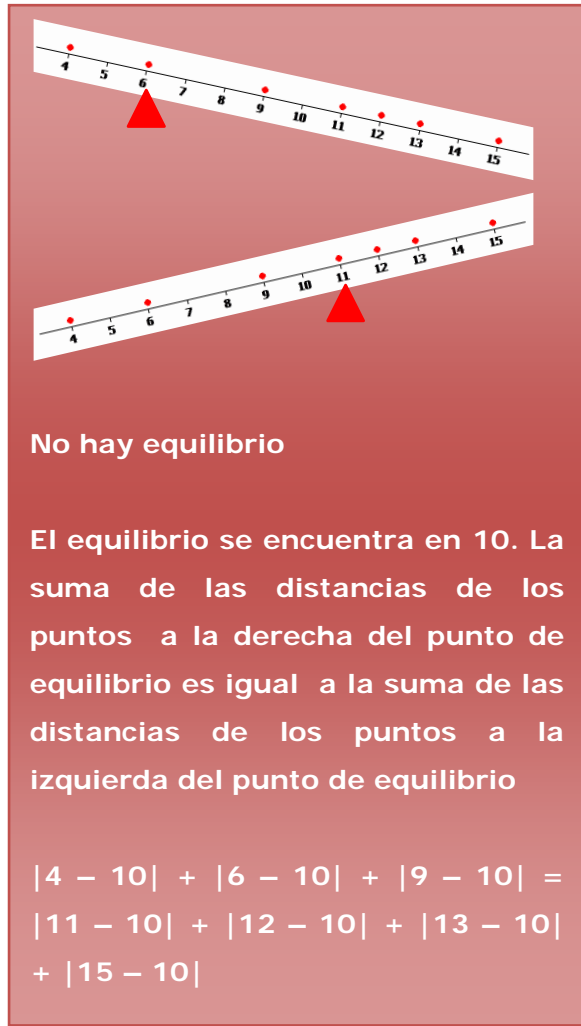 4 5 6 7 8 9 10 11 12 13 14 15
4 5 6 7 8 9 10 11 12 13 14 15
No hay equilibrio
El equilibrio se encuentra en 10. La
suma de las distancias de los
puntos a la derecha del punto de
equilibrio es igual a la suma de las
distancias de los puntos a la
izquierda del punto de equilibrio
|4 – 10| + |6 – 10| + |9 – 10| =
|11 – 10| + |12 – 10| + |13 – 10|
+ |15 – 10|